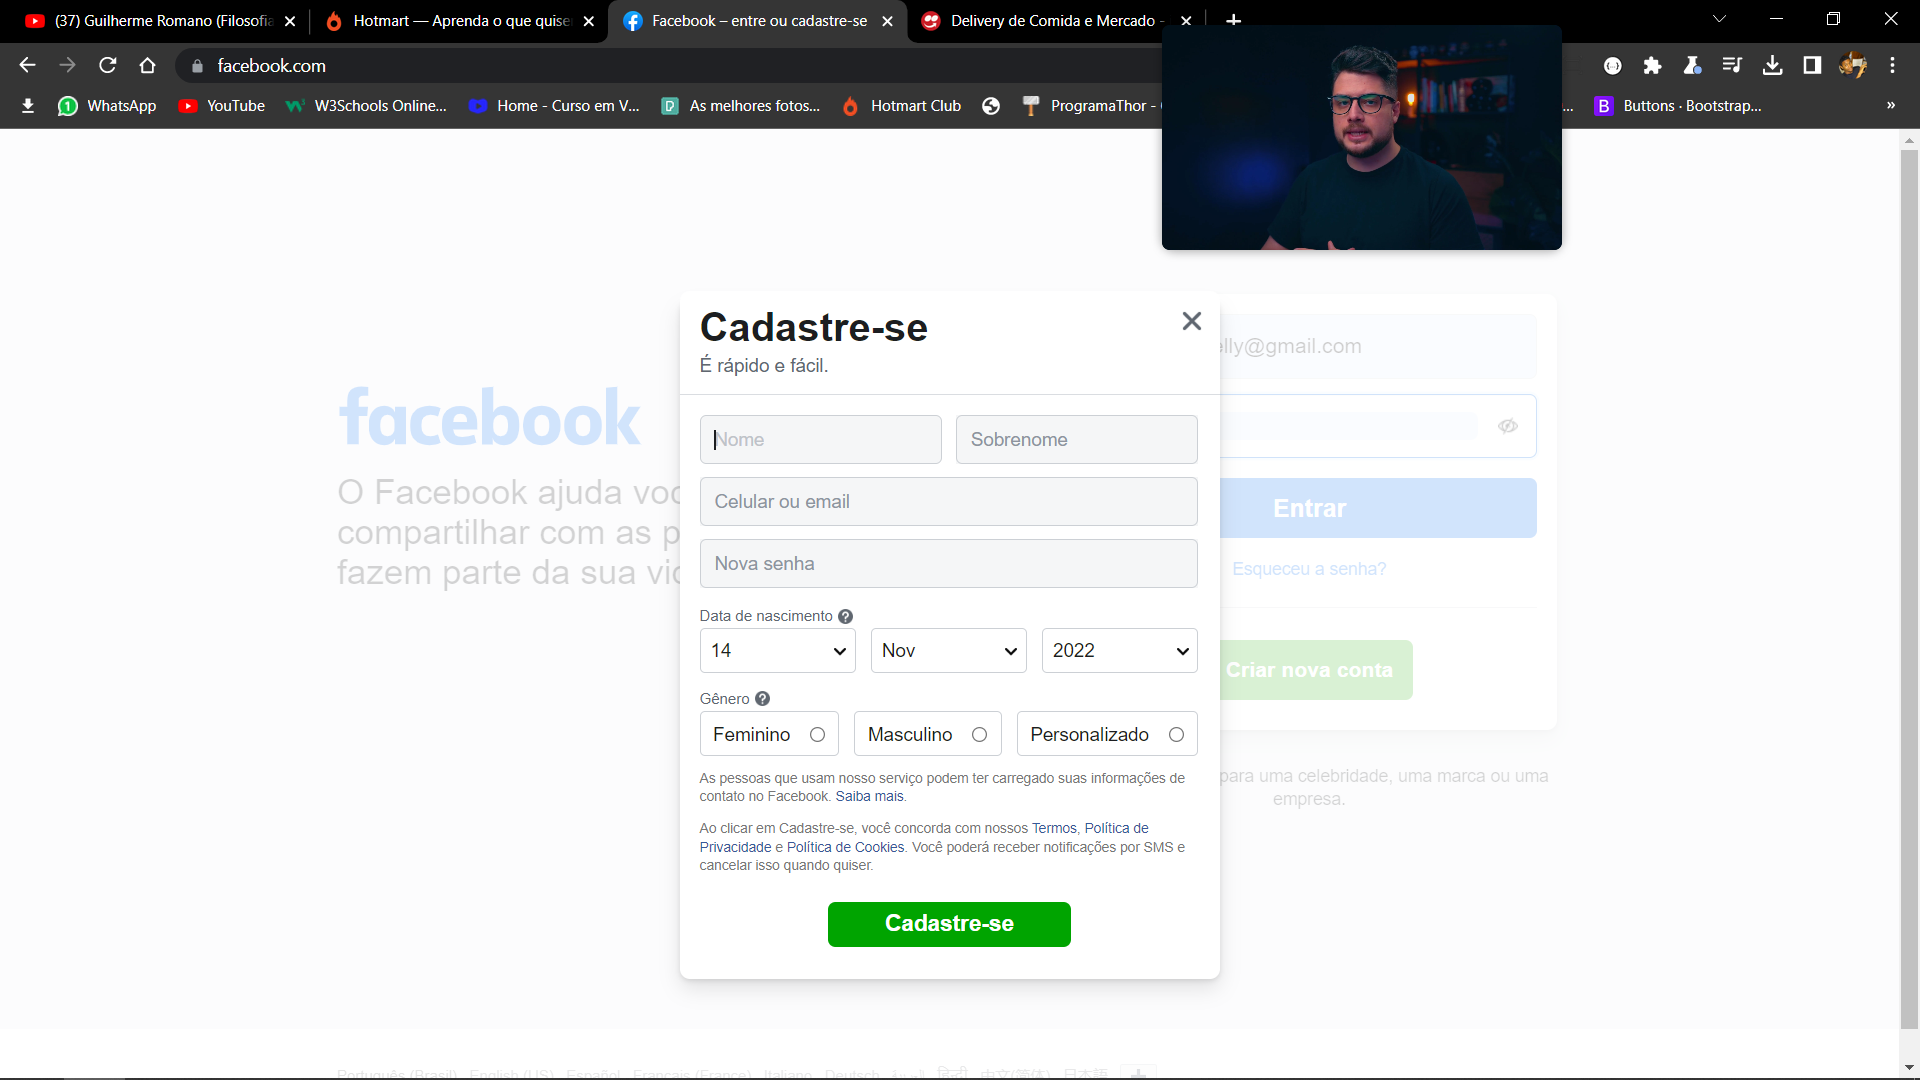 (37) Guilherme Romano (Filosofia
Hotmart — Aprenda o que quise
Facebook – entre ou cadastre-se
Delivery de Comida e Mercado -
facebook.com
WhatsApp
YouTube
W3Schools Online...
Home - Curso em V...
As melhores fotos...
Hotmart Club
ProgramaThor -
...
Buttons · Bootstrap...
»
Cadastre-se
É rápido e fácil.
elly@gmail.com
facebook
O Facebook ajuda voc
compartilhar com as p
fazem parte da sua vid
Nome
Sobrenome
Celular ou email
Nova senha
Entrar
Esqueceu a senha?
Data de nascimento
14
Nov
2022
Criar nova conta
Gênero
Feminino
Masculino
Personalizado
As pessoas que usam nosso serviço podem ter carregado suas informações de
contato no Facebook. Saiba mais.
para uma celebridade, uma marca ou uma
empresa.
Ao clicar em Cadastre-se, você concorda com nossos Termos, Política de
Privacidade e Política de Cookies. Você poderá receber notificações por SMS e
cancelar isso quando quiser.
Cadastre-se
Português (Brasil) English (US) Español Français (France) Italiano Deutsch العربية हिन्दी 中文(简体) 日本語